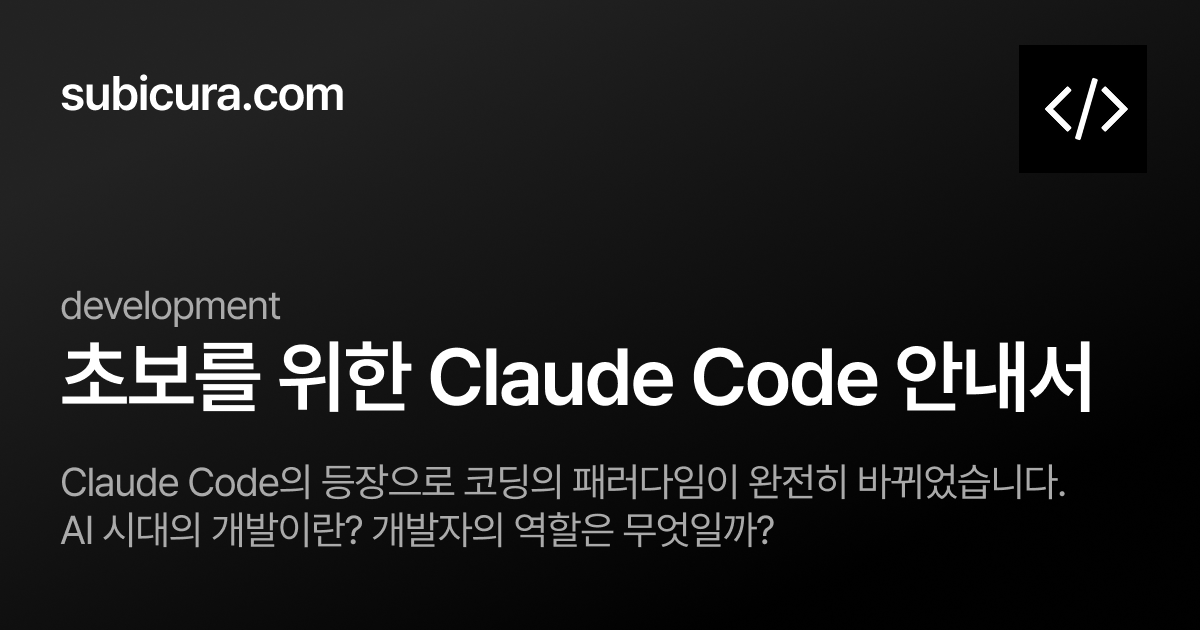 subicura.com
</>
development
초보를 위한 Claude Code 안내서
Claude Code의 등장으로 코딩의 패러다임이 완전히 바뀌었습니다.
AI 시대의 개발이란? 개발자의 역할은 무엇일까?